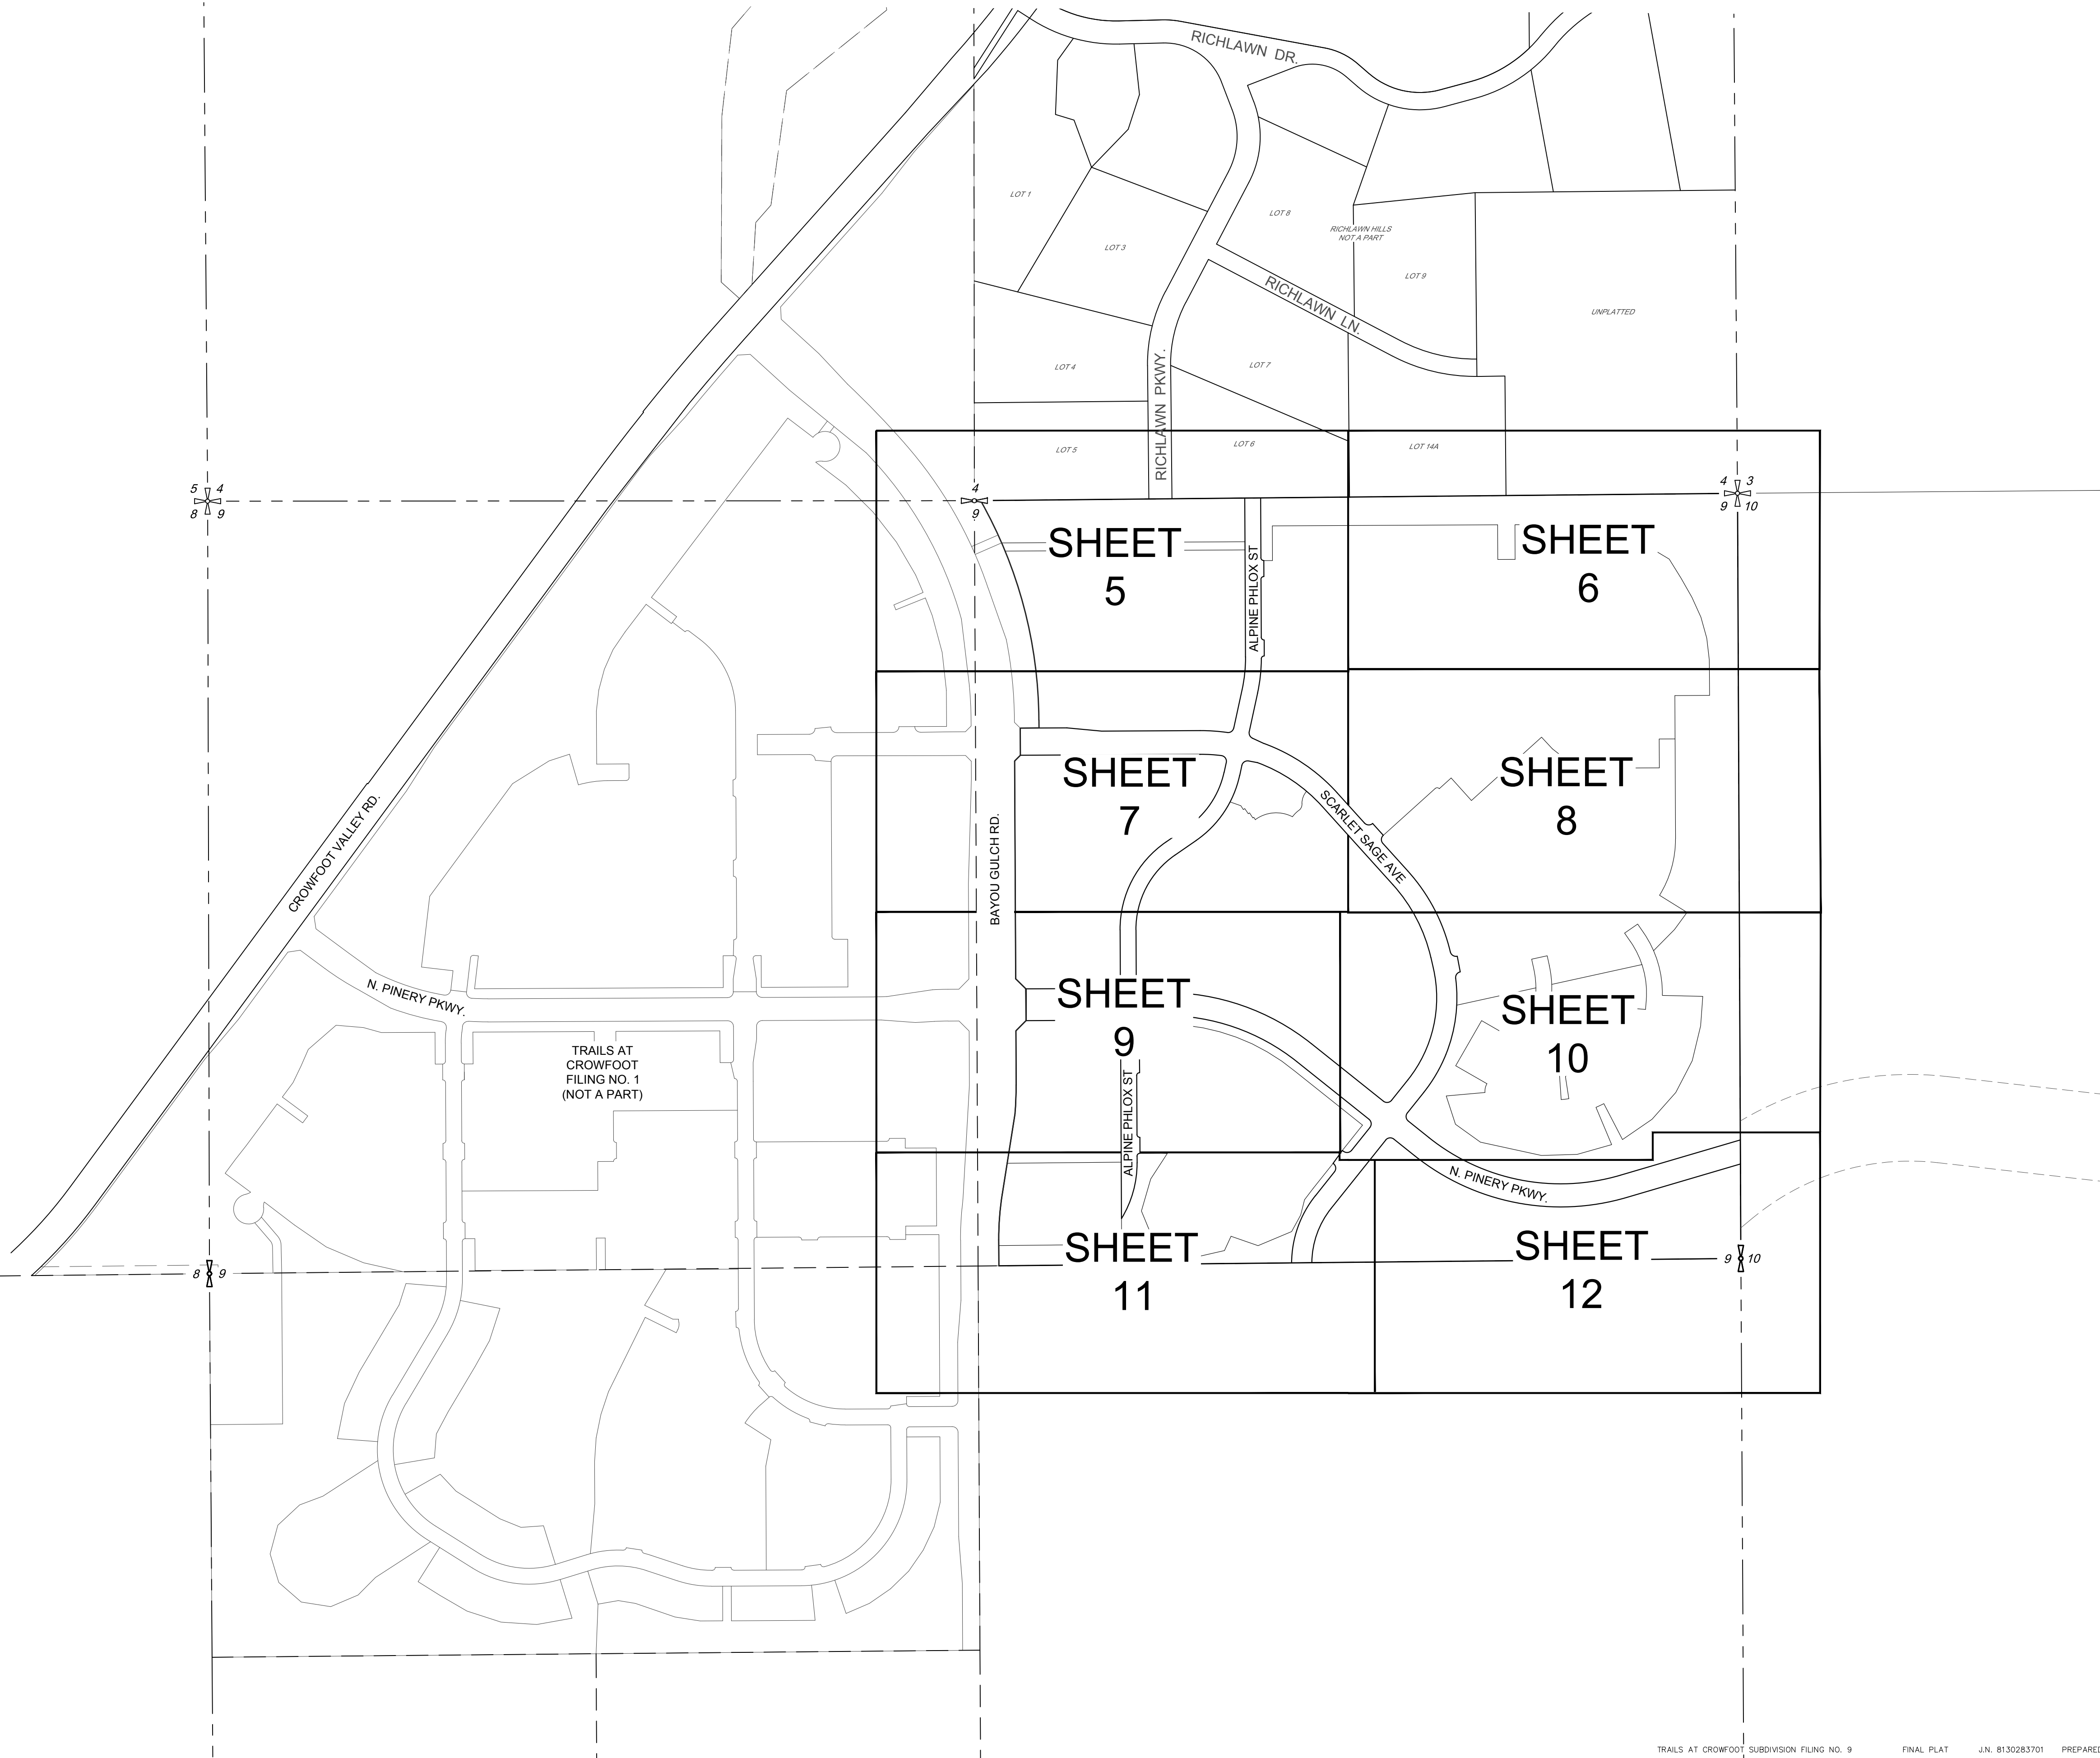 RICHLAWN DR.
LOT 1
LOT 8
RICHLAWN HILLS
NOT A PART
LOT 3
LOT 9
RICHLAWN LN.
UNPLATTED
LOT 4
RICHLAWN PKWY.
LOT 7
LOT 5
LOT 6
LOT 14A
5 4
8 9
4
9
4 3
9 10
SHEET
5
ALPINE PHLOX ST
SHEET
6
SHEET
7
SHEET
8
SCARLET SAGE AVE
CROWFOOT VALLEY RD.
BAYOU GULCH RD.
N. PINERY PKWY.
SHEET
9
SHEET
10
TRAILS AT
CROWFOOT
FILING NO. 1
(NOT A PART)
ALPINE PHLOX ST
N. PINERY PKWY.
8 9
SHEET
11
SHEET
12
9 10
TRAILS AT CROWFOOT SUBDIVISION FILING NO. 9 FINAL PLAT J.N. 8130283701 PREPARED